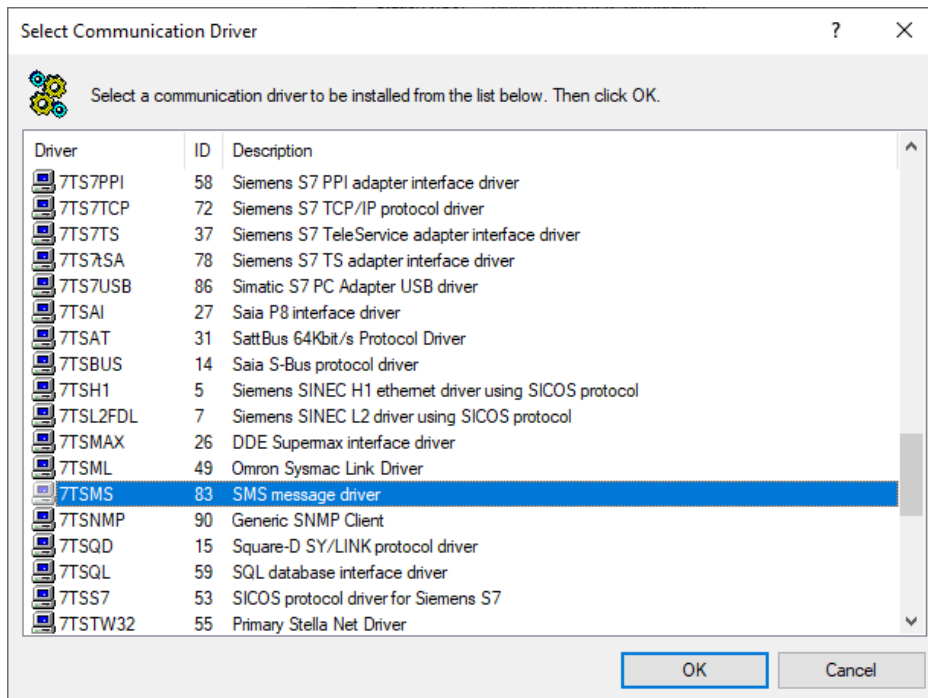 Select Communication Driver
Select a communication driver to be installed from the list below. Then click OK.
Driver ID Description
7TS7PPI 58 Siemens S7 PPI adapter interface driver
7TS7TCP 72 Siemens S7 TCP/IP protocol driver
7TS7TS 37 Siemens S7 TeleService adapter interface driver
7TS7tSA 78 Siemens S7 TS adapter interface driver
7TS7USB 86 Simatic S7 PC Adapter USB driver
7TSAI 27 Saia P8 interface driver
7TSAT 31 SattBus 64Kbit/s Protocol Driver
7TSBUS 14 Saia S-Bus protocol driver
7TSH1 5 Siemens SINEC H1 ethernet driver using SICOS protocol
7TSL2FDL 7 Siemens SINEC L2 driver using SICOS protocol
7TSMAX 26 DDE Supermax interface driver
7TSML 49 Omron Sysmac Link Driver
7TSMS 83 SMS message driver
7TSNMP 90 Generic SNMP Client
7TSQD 15 Square-D SY/LINK protocol driver
7TSQL 59 SQL database interface driver
7TSS7 53 SICOS protocol driver for Siemens S7
7TSTW32 55 Primary Stella Net Driver
OK Cancel